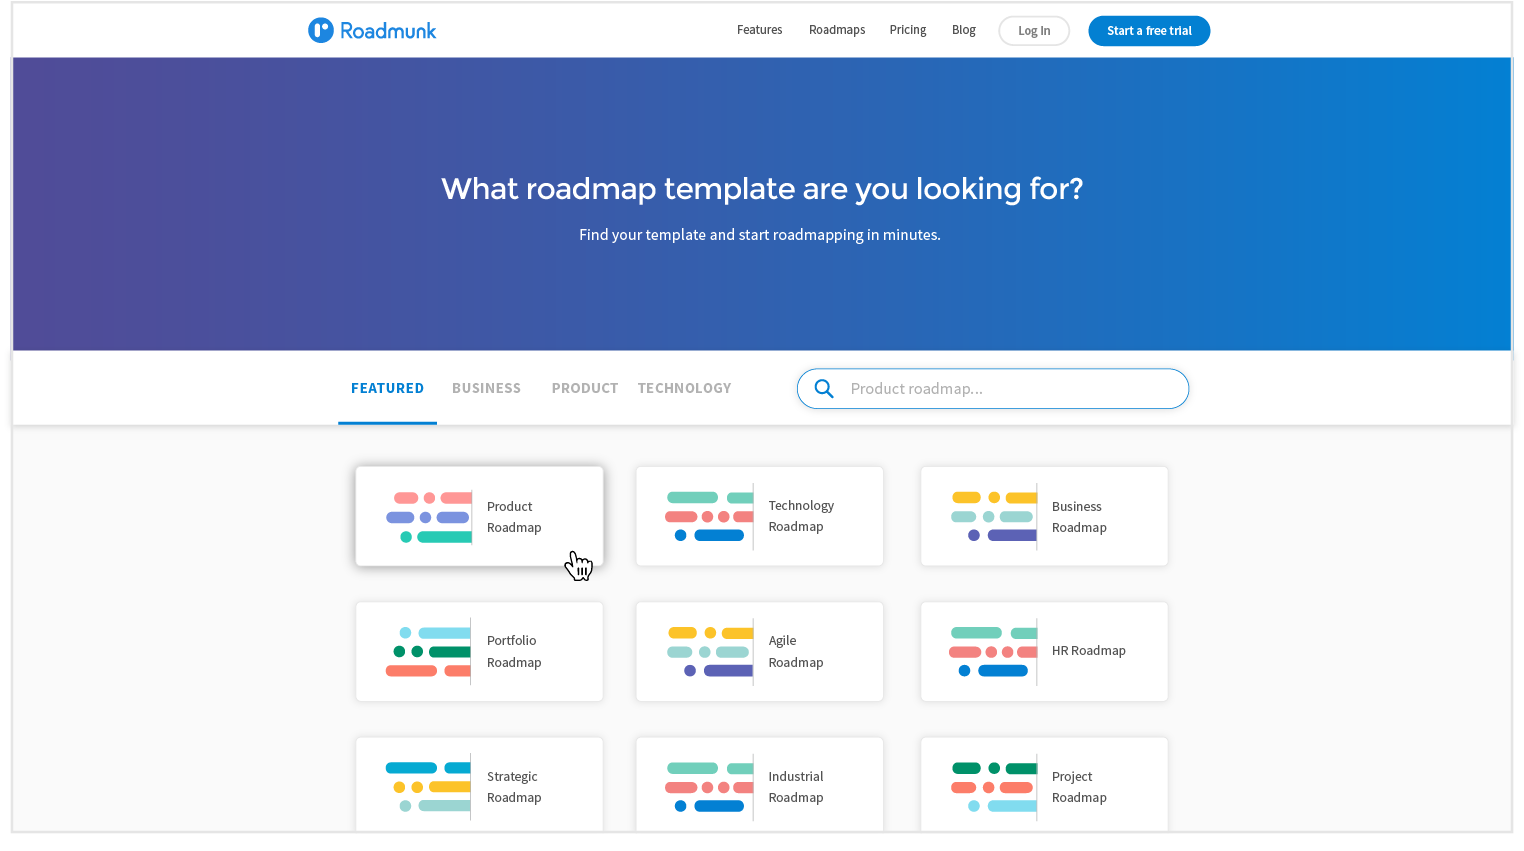 Roadmunk
Features Roadmaps Pricing Blog Log In Start a free trial
What roadmap template are you looking for?
Find your template and start roadmapping in minutes.
FEATURED BUSINESS PRODUCT TECHNOLOGY Product roadmap...
Product
Roadmap
Technology
Roadmap
Business
Roadmap
Portfolio
Roadmap
Agile
Roadmap
HR Roadmap
Strategic
Roadmap
Industrial
Roadmap
Project
Roadmap